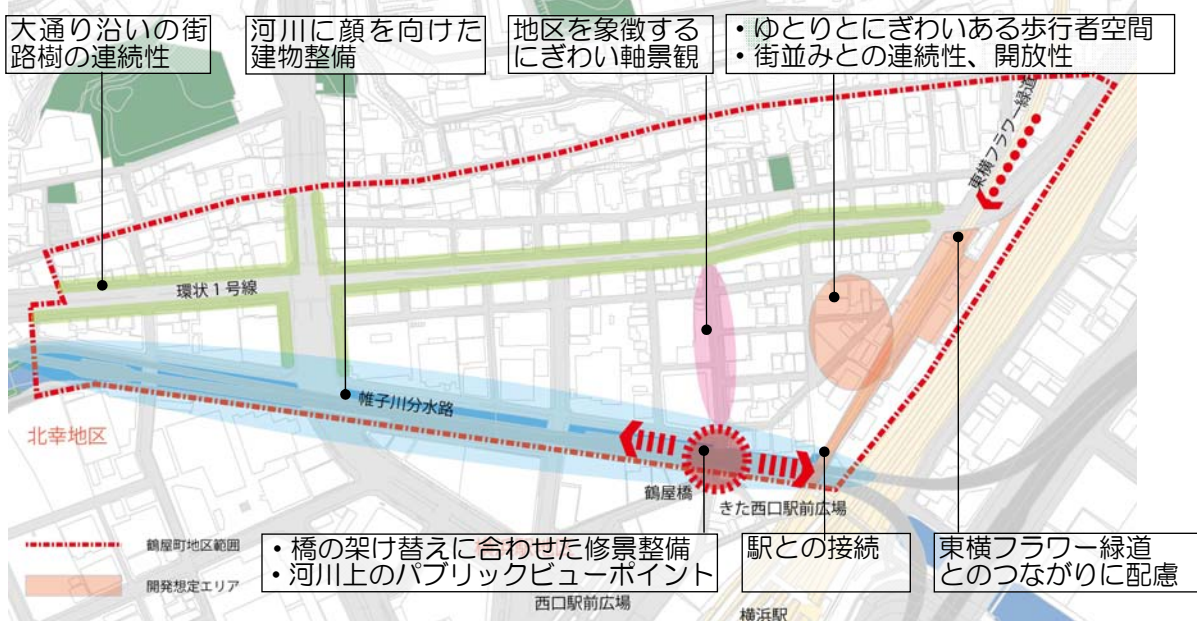 大通り沿いの街
路樹の連続性
河川に顔を向けた
建物整備
地区を象徴する
にぎわい軸景観
・ゆとりとにぎわいある歩行者空間
・街並みとの連続性、開放性
東横フラワー緑道
環状1号線
帷子川分水路
北幸地区
鶴屋橋
きた西口駅前広場
鶴屋町地区範囲
開発想定エリア
・橋の架け替えに合わせた修景整備
・河川上のパブリックビューポイント
駅との接続
東横フラワー緑道
とのつながりに配慮
西口駅前広場
横浜駅